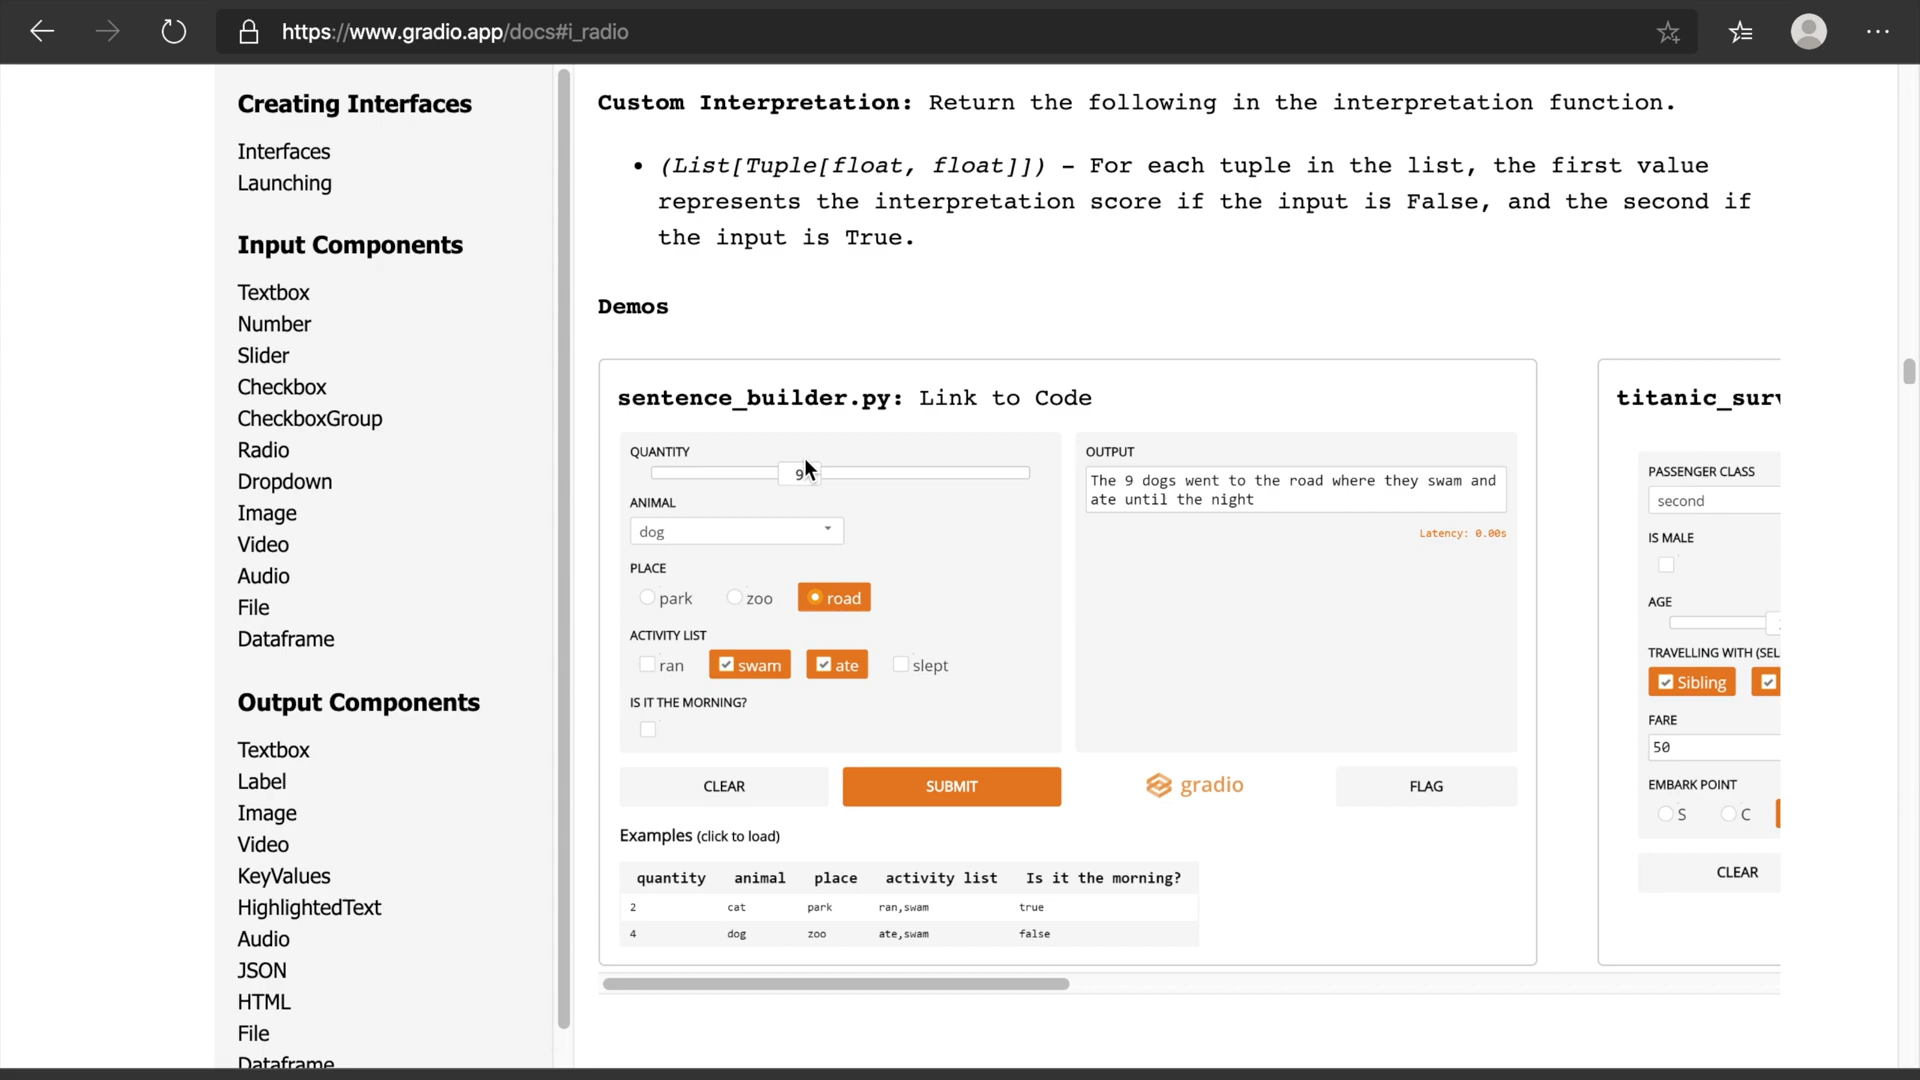 https://www.gradio.app/docs#i_radio
Creating Interfaces
Interfaces
Launching
Input Components
Textbox
Number
Slider
Checkbox
CheckboxGroup
Radio
Dropdown
Image
Video
Audio
File
Dataframe
Output Components
Textbox
Label
Image
Video
KeyValues
HighlightedText
Audio
JSON
HTML
File
Dataframe
Custom Interpretation: Return the following in the interpretation function.
• (List[Tuple[float, float]]) – For each tuple in the list, the first value
represents the interpretation score if the input is False, and the second if
the input is True.
Demos
sentence_builder.py: Link to Code
QUANTITY
9
ANIMAL
dog
PLACE
park zoo road
ACTIVITY LIST
ran swam ate slept
IS IT THE MORNING?
CLEAR SUBMIT
OUTPUT
The 9 dogs went to the road where they swam and
ate until the night
Latency: 0.00s
gradio FLAG
Examples (click to load)
quantity animal place activity list Is it the morning?
2 cat park ran,swam true
4 dog zoo ate,swam false
titanic_surv
PASSENGER CLASS
second
IS MALE
AGE
TRAVELLING WITH (SEL
Sibling
FARE
50
EMBARK POINT
S C
CLEAR